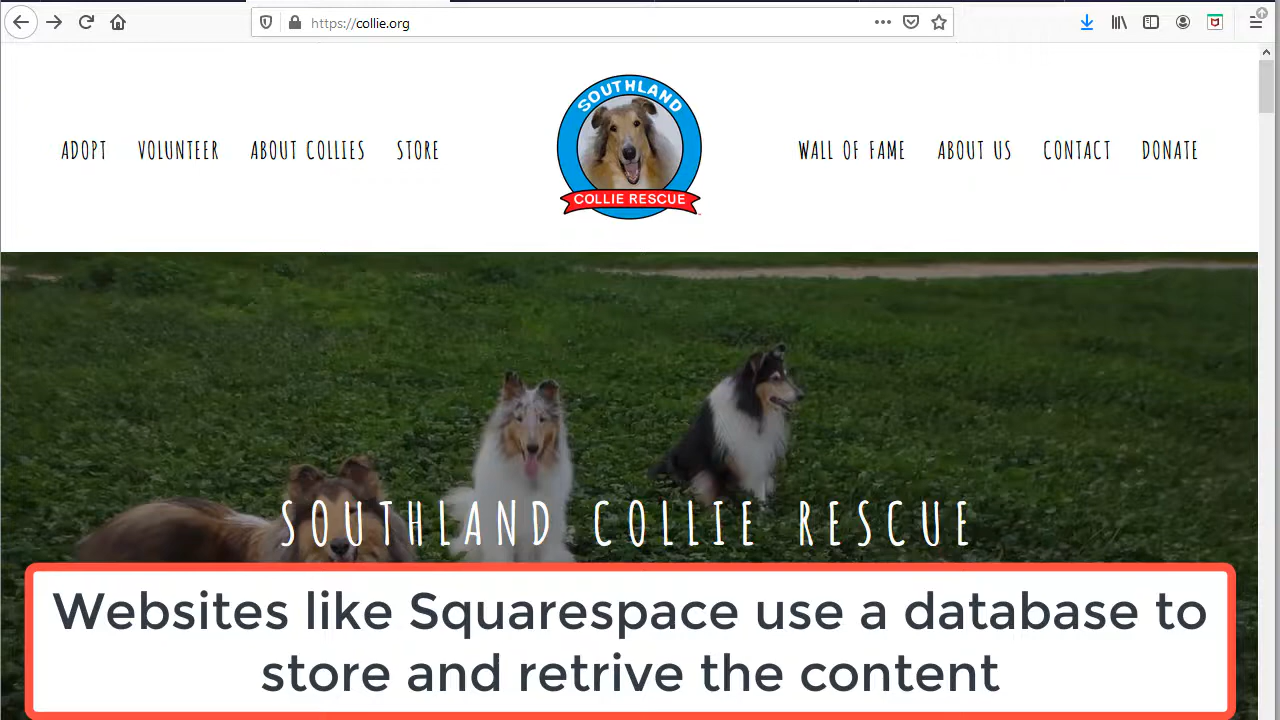 https://collie.org
ADOPT VOLUNTEER ABOUT COLLIES STORE
SOUTHLAND
COLLIE RESCUE
WALL OF FAME ABOUT US CONTACT DONATE
SOUTHLAND COLLIE RESCUE
Websites like Squarespace use a database to
store and retrive the content